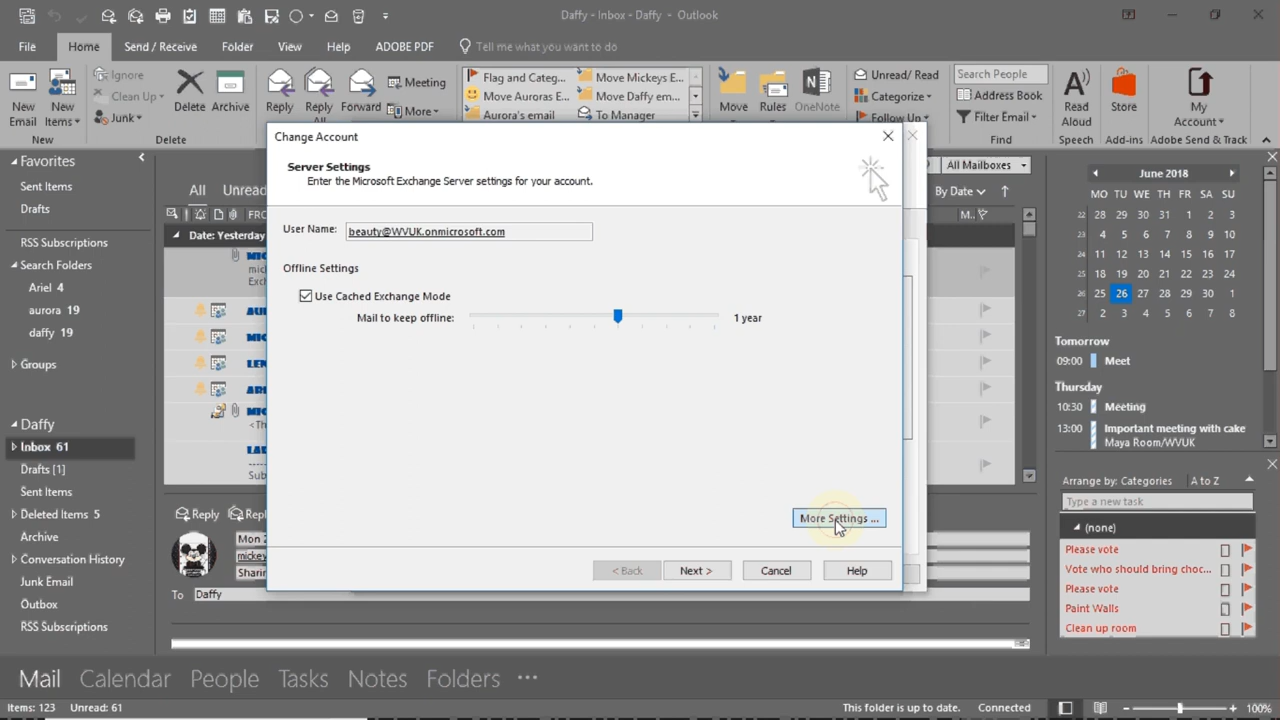 Daffy - Inbox - Daffy - Outlook
File Home Send / Receive Folder View Help ADOBE PDF Tell me what you want to do
New Email
New Items
New
Ignore
Clean Up
Junk
Delete
Archive
Delete
Reply
Reply All
Forward
Meeting
More
Flag and Categ...
Move Auroras E...
Aurora's email
Move Mickeys E...
Move Daffy em...
To Manager
Move
Rules
OneNote
Unread/ Read
Categorize
Follow Up
Search People
Address Book
Filter Email
Find
Read Aloud
Speech
Store
Add-ins
My Account
Adobe Send & Track
Favorites
Sent Items
Drafts
RSS Subscriptions
Search Folders
Ariel 4
aurora 19
daffy 19
Groups
Daffy
Inbox 61
Drafts [1]
Sent Items
Deleted Items 5
Archive
Conversation History
Junk Email
Outbox
RSS Subscriptions
All Unread
All Mailboxes
By Date
Date: Yesterday
Change Account
Server Settings
Enter the Microsoft Exchange Server settings for your account.
User Name: beauty@WVUK.onmicrosoft.com
Offline Settings
Use Cached Exchange Mode
Mail to keep offline: 1 year
More Settings ...
< Back Next > Cancel Help
Reply
To Daffy
June 2018
MO TU WE TH FR SA SU
22 28 29 30 31 1 2 3
23 4 5 6 7 8 9 10
24 11 12 13 14 15 16 17
25 18 19 20 21 22 23 24
26 25 26 27 28 29 30 1
27 2 3 4 5 6 7 8
Tomorrow
09:00 Meet
Thursday
10:30 Meeting
13:00 Important meeting with cake
Maya Room/WVUK
Arrange by: Categories A to Z
Type a new task
(none)
Please vote
Vote who should bring choc...
Please vote
Paint Walls
Clean up room
Mail Calendar People Tasks Notes Folders
Items: 123 Unread: 61 This folder is up to date. Connected 100%